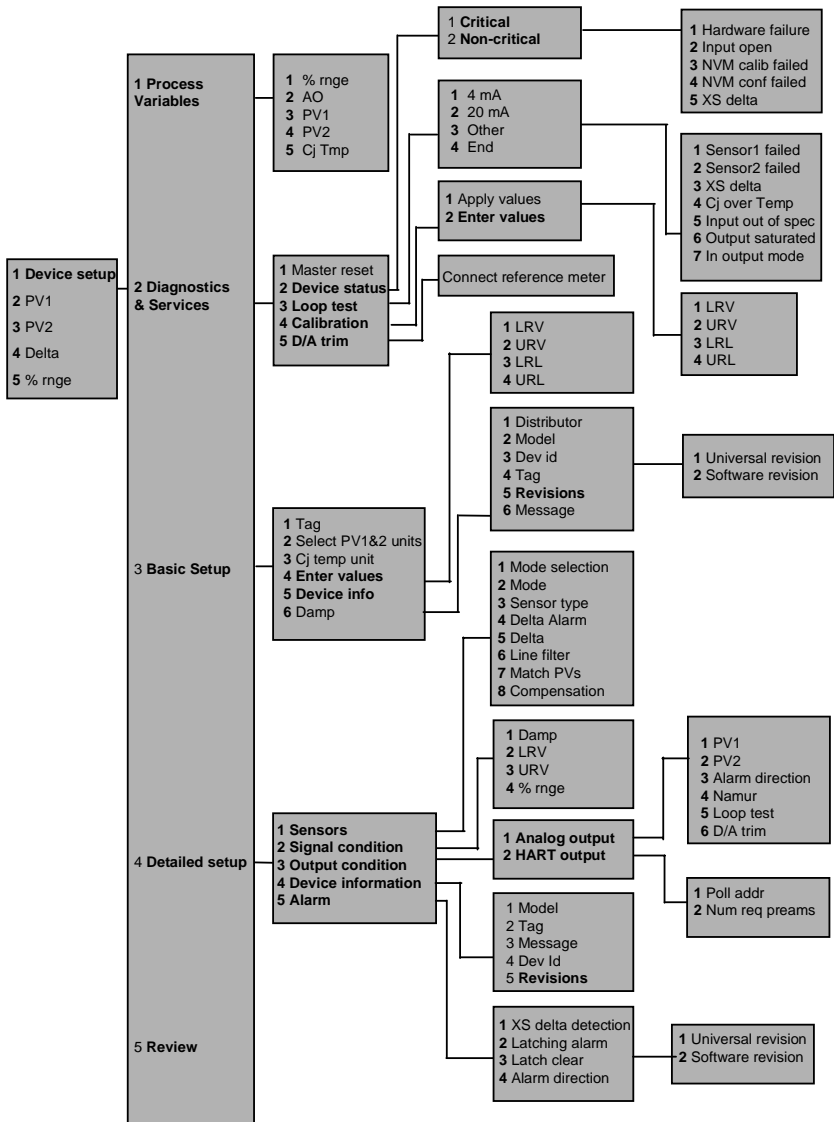 1 Device setup
2 PV1
3 PV2
4 Delta
5 % rnge
1 Process
Variables
2 Diagnostics
& Services
3 Basic Setup
4 Detailed setup
5 Review
1 % rnge
2 AO
3 PV1
4 PV2
5 Cj Tmp
1 Master reset
2 Device status
3 Loop test
4 Calibration
5 D/A trim
1 Critical
2 Non-critical
1 Hardware failure
2 Input open
3 NVM calib failed
4 NVM conf failed
5 XS delta
1 4 mA
2 20 mA
3 Other
4 End
1 Sensor1 failed
2 Sensor2 failed
3 XS delta
4 Cj over Temp
5 Input out of spec
6 Output saturated
7 In output mode
1 Apply values
2 Enter values
1 LRV
2 URV
3 LRL
4 URL
Connect reference meter
1 Tag
2 Select PV1&2 units
3 Cj temp unit
4 Enter values
5 Device info
6 Damp
1 LRV
2 URV
3 LRL
4 URL
1 Distributor
2 Model
3 Dev id
4 Tag
5 Revisions
6 Message
1 Universal revision
2 Software revision
1 Sensors
2 Signal condition
3 Output condition
4 Device information
5 Alarm
1 Mode selection
2 Mode
3 Sensor type
4 Delta Alarm
5 Delta
6 Line filter
7 Match PVs
8 Compensation
1 Damp
2 LRV
3 URV
4 % rnge
1 Analog output
2 HART output
1 PV1
2 PV2
3 Alarm direction
4 Namur
5 Loop test
6 D/A trim
1 Poll addr
2 Num req preams
1 Model
2 Tag
3 Message
4 Dev Id
5 Revisions
1 XS delta detection
2 Latching alarm
3 Latch clear
4 Alarm direction
1 Universal revision
2 Software revision